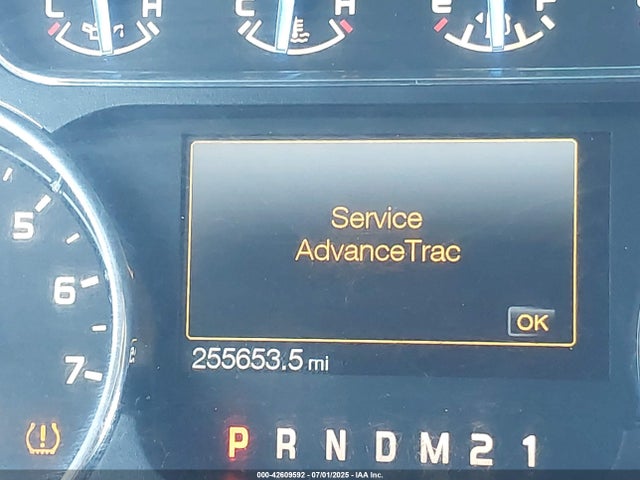 L H C H E F
5
Service
AdvanceTrac
6
OK
255653.5 mi
7
P R N D M 2 1
000-42609592 - 07/01/2025 - IAA Inc.